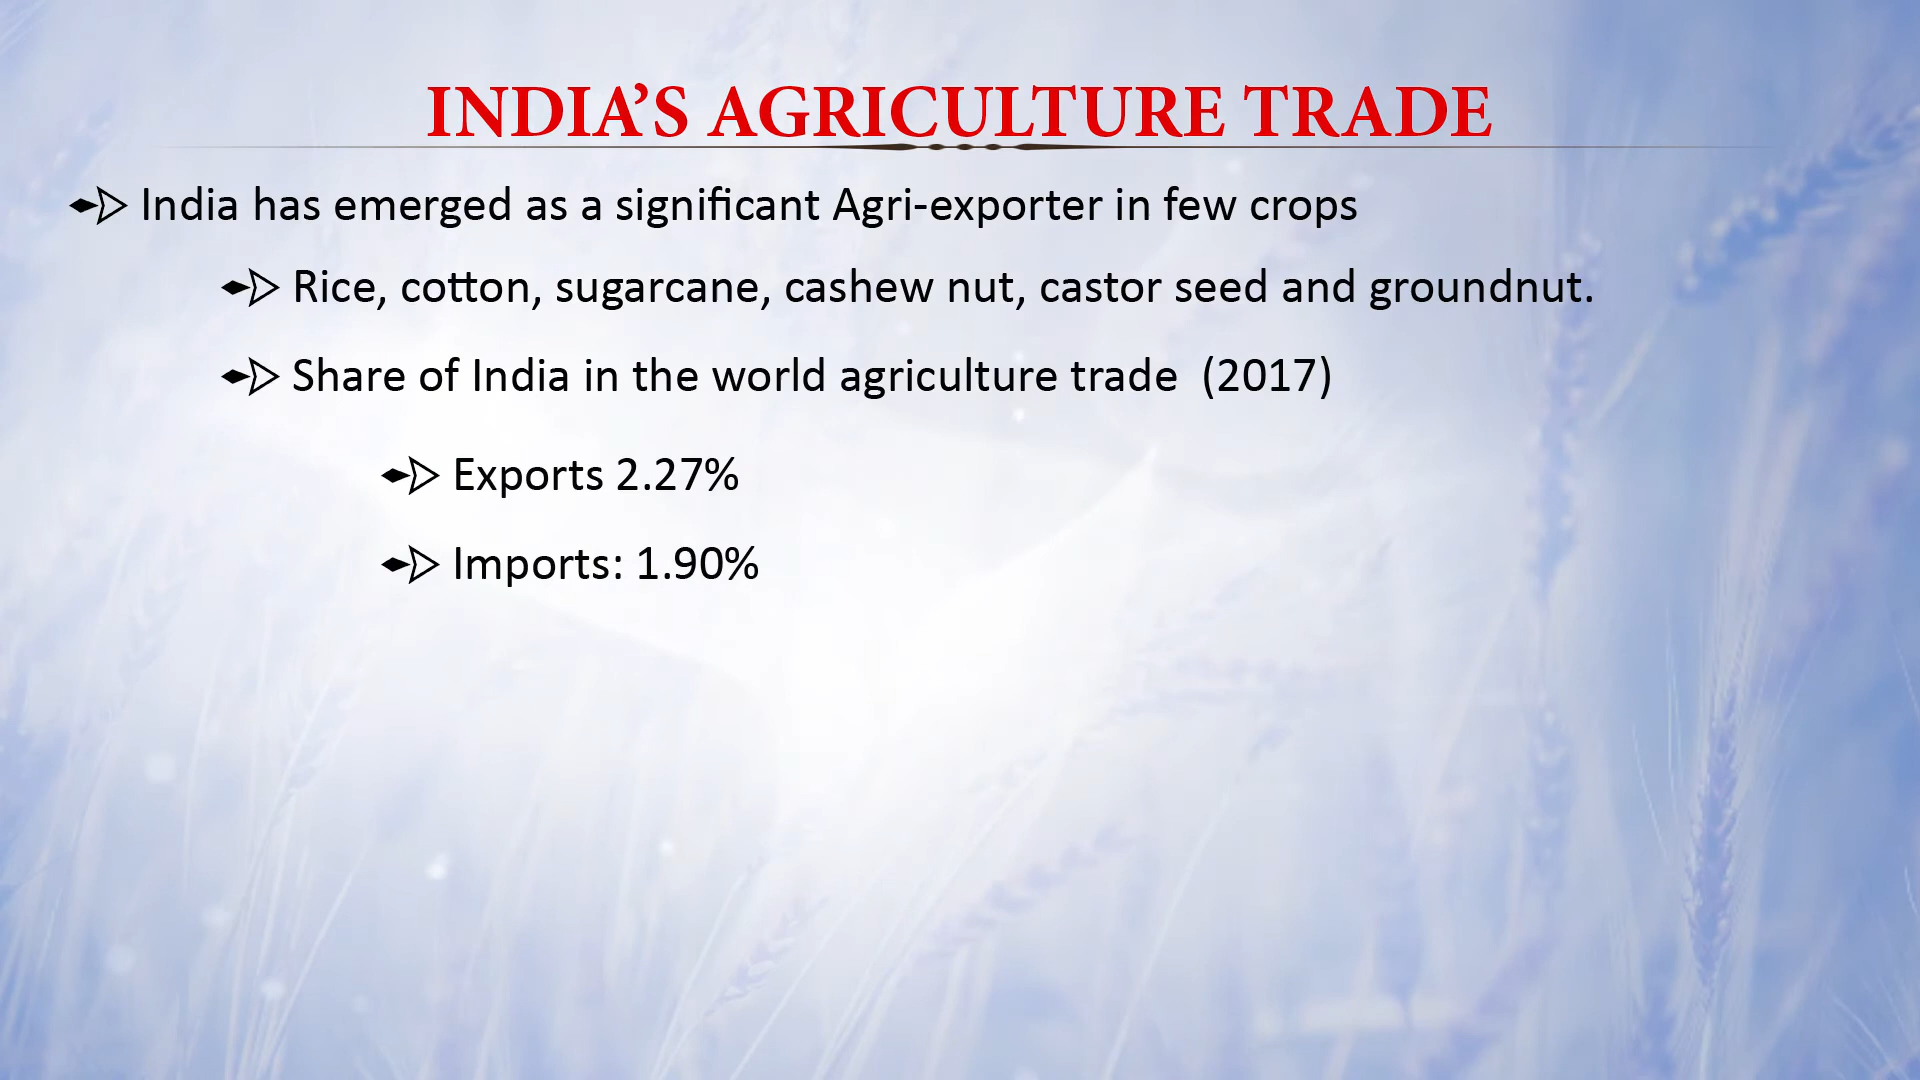 INDIA’S AGRICULTURE TRADE
India has emerged as a significant Agri-exporter in few crops
Rice, cotton, sugarcane, cashew nut, castor seed and groundnut.
Share of India in the world agriculture trade  (2017)
Exports 2.27%
Imports: 1.90%